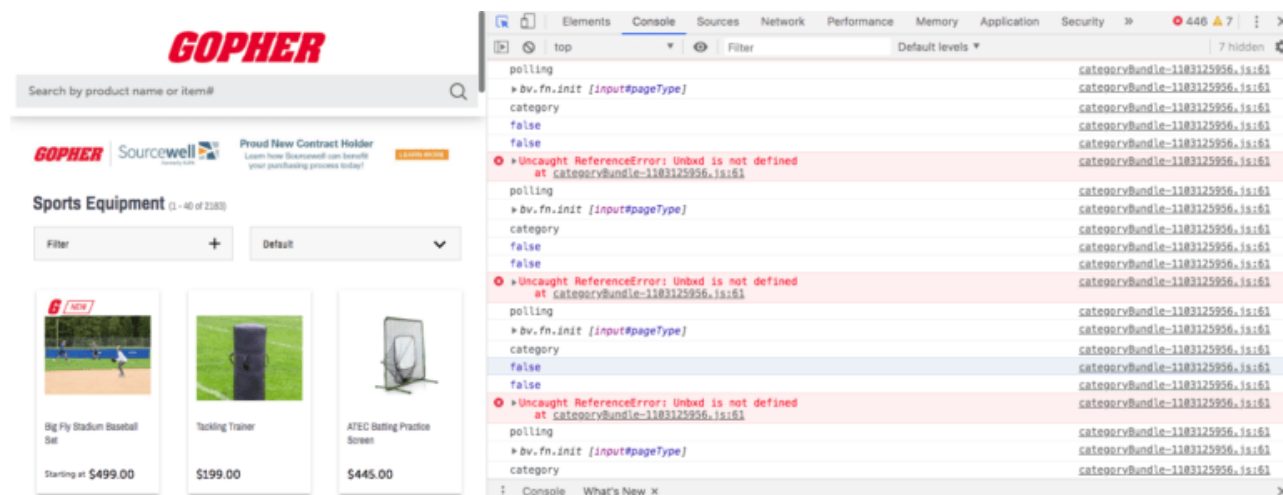 GOPHER
Search by product name or item#
GOPHER Sourcewell
Proud New Contract Holder
Learn how Sourcewell can benefit
your purchasing process today!
LEARN MORE
Sports Equipment (1 - 40 of 2183)
Filter +
Default
G NEW
Big Fly Stadium Baseball
Set
Starting at $499.00
Tackling Trainer
$199.00
ATEC Batting Practice
Screen
$445.00
Elements Console Sources Network Performance Memory Application Security » 446 7
top Filter Default levels ▼ 7 hidden
polling categoryBundle-1103125956.js:61
bv.fn.init [input#pageType] categoryBundle-1103125956.js:61
category categoryBundle-1103125956.js:61
false categoryBundle-1103125956.js:61
false categoryBundle-1103125956.js:61
Uncaught ReferenceError: Unbxd is not defined categoryBundle-1103125956.js:61
at categoryBundle-1103125956.js:61
polling categoryBundle-1103125956.js:61
bv.fn.init [input#pageType] categoryBundle-1103125956.js:61
category categoryBundle-1103125956.js:61
false categoryBundle-1103125956.js:61
false categoryBundle-1103125956.js:61
Uncaught ReferenceError: Unbxd is not defined categoryBundle-1103125956.js:61
at categoryBundle-1103125956.js:61
polling categoryBundle-1103125956.js:61
bv.fn.init [input#pageType] categoryBundle-1103125956.js:61
category categoryBundle-1103125956.js:61
false categoryBundle-1103125956.js:61
false categoryBundle-1103125956.js:61
Uncaught ReferenceError: Unbxd is not defined categoryBundle-1103125956.js:61
at categoryBundle-1103125956.js:61
polling categoryBundle-1103125956.js:61
bv.fn.init [input#pageType] categoryBundle-1103125956.js:61
category categoryBundle-1103125956.js:61
Console What's New ×